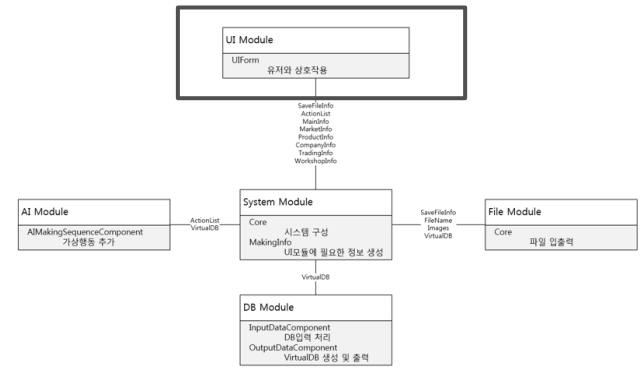 UI Module
UIForm
유저와 상호작용
SaveFileInfo
ActionList
MainInfo
MarketInfo
ProductInfo
CompanyInfo
TradingInfo
WorkshopInfo
AI Module
AIMakingSequenceComponent
가상행동 추가
ActionList
VirtualDB
System Module
Core
시스템 구성
MakingInfo
UI모듈에 필요한 정보 생성
SaveFileInfo
FileName
Images
VirtualDB
File Module
Core
파일 입출력
VirtualDB
DB Module
InputDataComponent
DB입력 처리
OutputDataComponent
VirtualDB 생성 및 출력